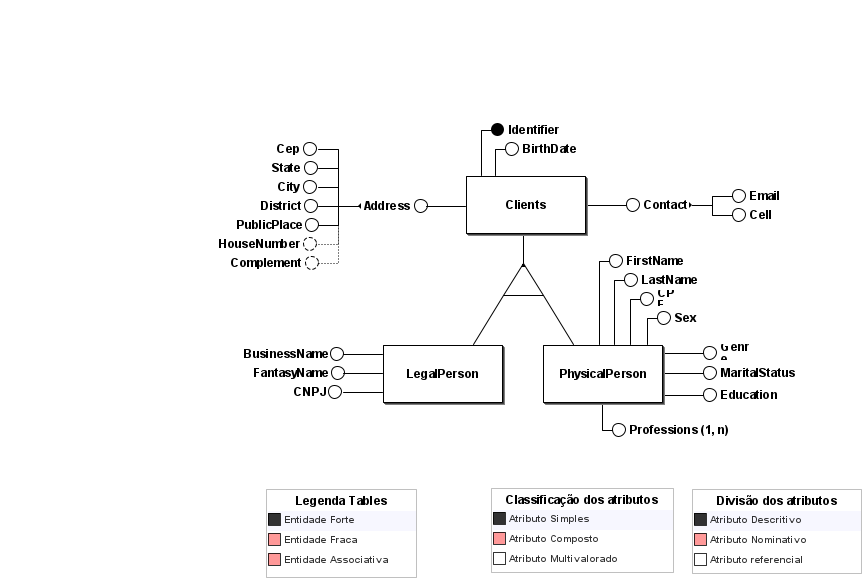 Identifier
BirthDate
Cep
State
City
District
PublicPlace
HouseNumber
Complement
Address
Clients
Contact
Email
Cell
FirstName
LastName
CP
F
Sex
Genr
e
MaritalStatus
Education
Professions (1, n)
BusinessName
FantasyName
CNPJ
LegalPerson
PhysicalPerson
Legenda Tables
Entidade Forte
Entidade Fraca
Entidade Associativa
Classificação dos atributos
Atributo Simples
Atributo Composto
Atributo Multivalorado
Divisão dos atributos
Atributo Descritivo
Atributo Nominativo
Atributo referencial